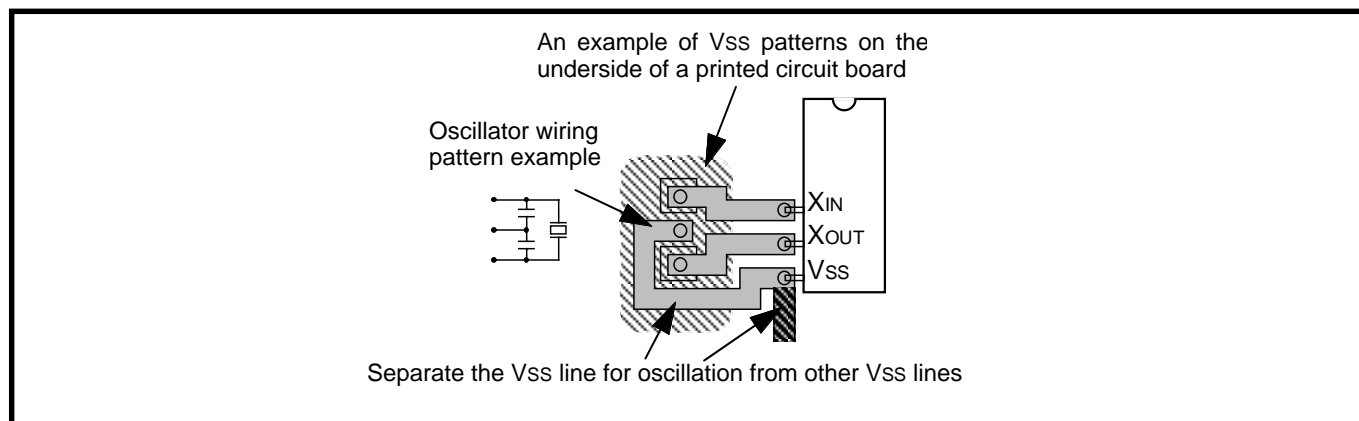 An example of VSS patterns on the
underside of a printed circuit board
Oscillator wiring
pattern example
XIN
XOUT
VSS
Separate the VSS line for oscillation from other VSS lines